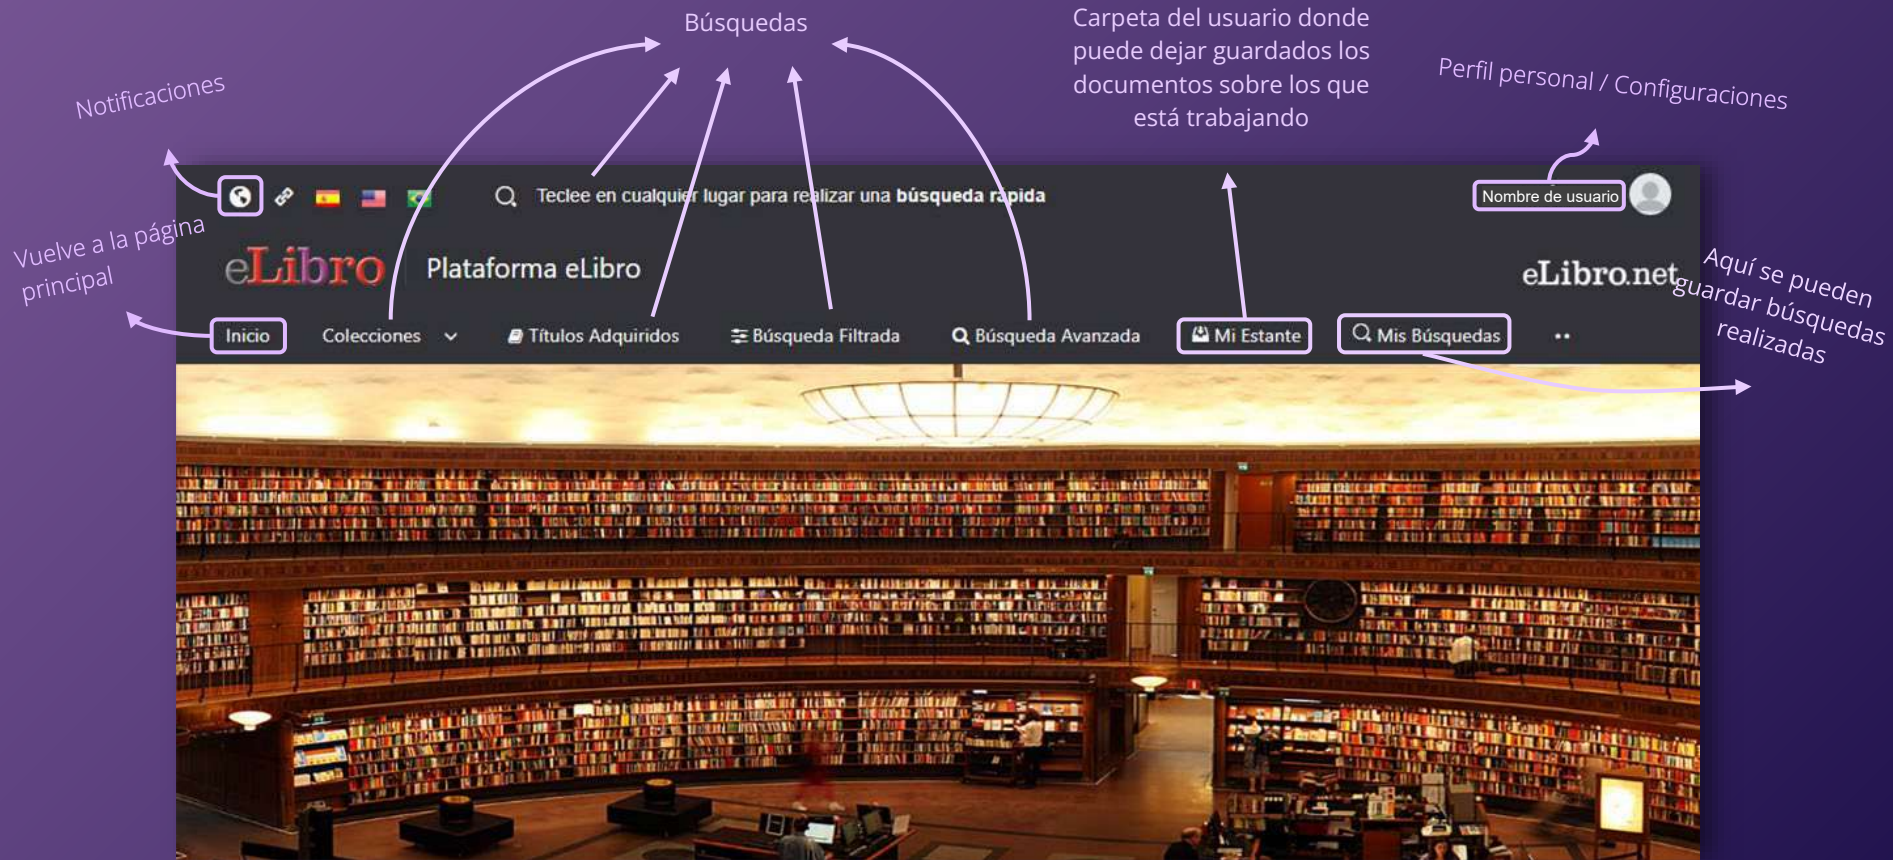 Búsquedas
Carpeta del usuario donde
puede dejar guardados los
documentos sobre los que
está trabajando
Perfil personal / Configuraciones
Notificaciones
Teclee en cualquier lugar para realizar una búsqueda rápida
Nombre de usuario
Vuelve a la página
principal
eLibro
Plataforma eLibro
eLibro.net
Aquí se pueden
guardar búsquedas
realizadas
Inicio
Colecciones
Títulos Adquiridos
Búsqueda Filtrada
Búsqueda Avanzada
Mi Estante
Mis Búsquedas